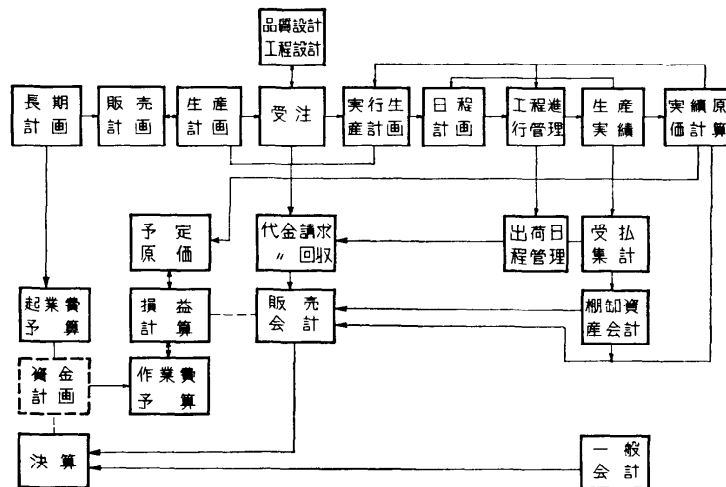 品質設計
工程設計
長期
計画
販売
計画
生産
計画
受注
実行生
産計画
日程
計画
工程進
行管理
生産
実績
実績原
価計算
予定
原価
代金請求
〃 回収
出荷日
程管理
受払
集計
起業費
予算
損益
計算
販売
会計
棚卸資
産会計
資金
計画
作業費
予算
決算
一般
会計